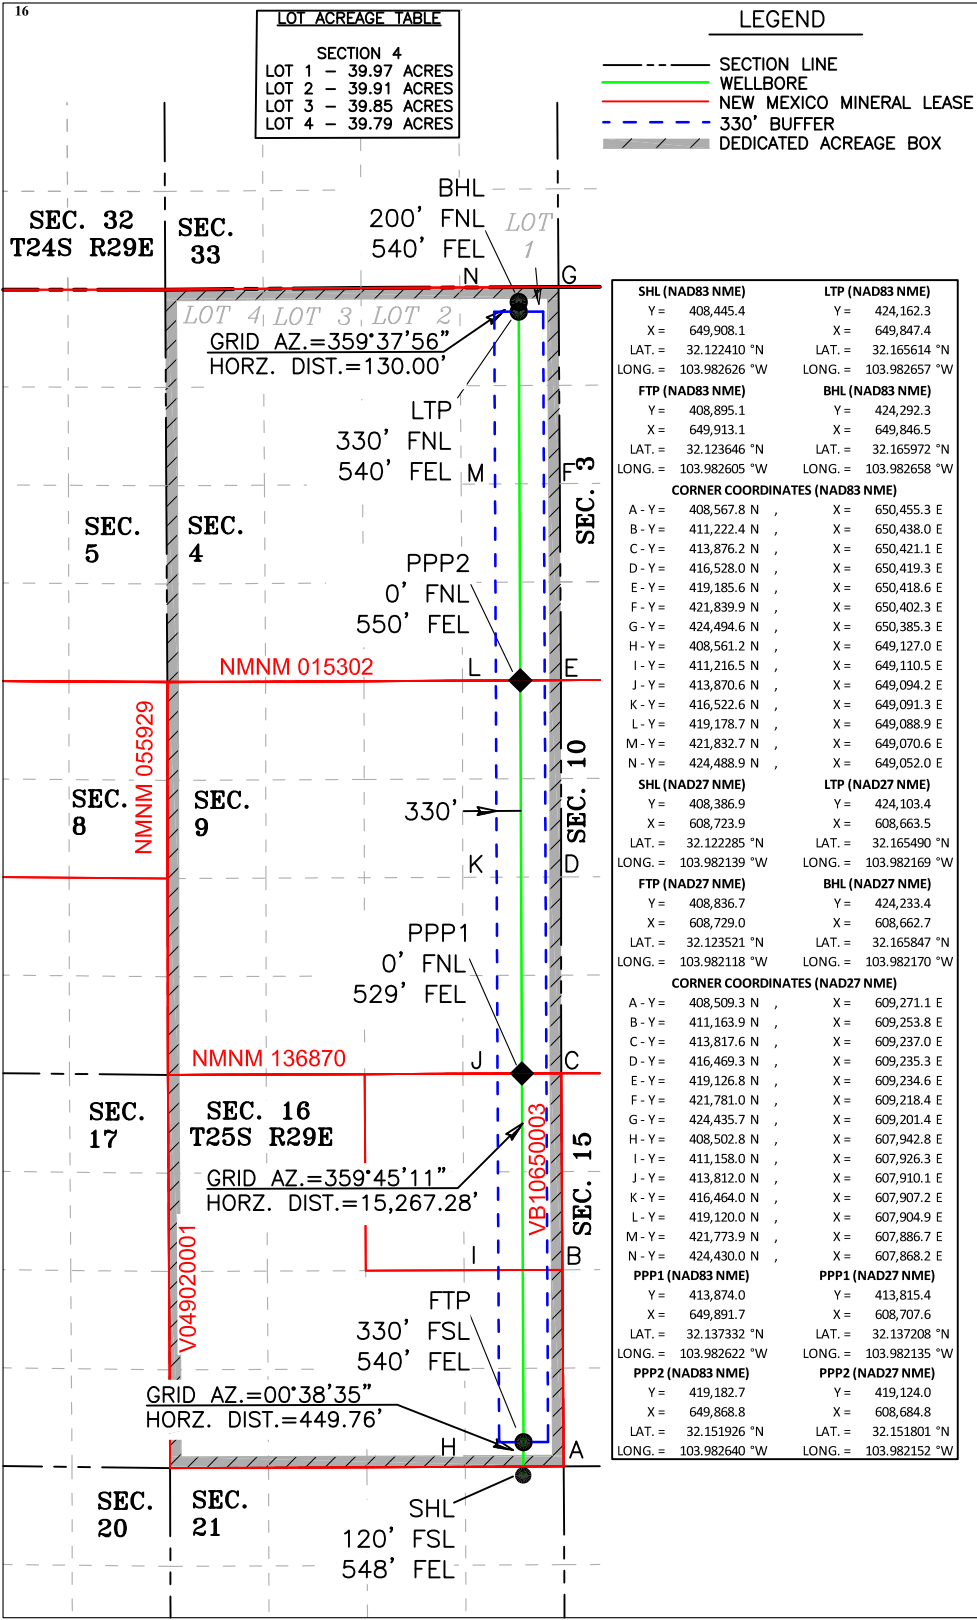 16
LOT ACREAGE TABLE
SECTION 4
LOT 1 – 39.97 ACRES
LOT 2 – 39.91 ACRES
LOT 3 – 39.85 ACRES
LOT 4 – 39.79 ACRES
LEGEND
SECTION LINE
WELLBORE
NEW MEXICO MINERAL LEASE
330' BUFFER
DEDICATED ACREAGE BOX
SEC. 32
T24S R29E
SEC.
33
BHL
200' FNL
540' FEL
LOT
1
N
G
LOT 4
LOT 3
LOT 2
GRID AZ.=359°37'56"
HORZ. DIST.=130.00'
LTP
330' FNL
540' FEL
M
F
SEC. 3
SEC.
5
SEC.
4
PPP2
0' FNL
550' FEL
NMNM 015302
L
E
NMNM 055929
SEC.
8
SEC.
9
330'
SEC. 10
K
D
PPP1
0' FNL
529' FEL
NMNM 136870
J
C
SEC.
17
SEC. 16
T25S R29E
VB10650003
SEC. 15
GRID AZ.=359°45'11"
HORZ. DIST.=15,267.28'
V049020001
I
B
FTP
330' FSL
540' FEL
GRID AZ.=00°38'35"
HORZ. DIST.=449.76'
H
A
SEC.
20
SEC.
21
SHL
120' FSL
548' FEL
SHL (NAD83 NME) LTP (NAD83 NME)
Y = 408,445.4 Y = 424,162.3
X = 649,908.1 X = 649,847.4
LAT. = 32.122410 °N LAT. = 32.165614 °N
LONG. = 103.982626 °W LONG. = 103.982657 °W
FTP (NAD83 NME) BHL (NAD83 NME)
Y = 408,895.1 Y = 424,292.3
X = 649,913.1 X = 649,846.5
LAT. = 32.123646 °N LAT. = 32.165972 °N
LONG. = 103.982605 °W LONG. = 103.982658 °W
CORNER COORDINATES (NAD83 NME)
A - Y = 408,567.8 N , X = 650,455.3 E
B - Y = 411,222.4 N , X = 650,438.0 E
C - Y = 413,876.2 N , X = 650,421.1 E
D - Y = 416,528.0 N , X = 650,419.3 E
E - Y = 419,185.6 N , X = 650,418.6 E
F - Y = 421,839.9 N , X = 650,402.3 E
G - Y = 424,494.6 N , X = 650,385.3 E
H - Y = 408,561.2 N , X = 649,127.0 E
I - Y = 411,216.5 N , X = 649,110.5 E
J - Y = 413,870.6 N , X = 649,094.2 E
K - Y = 416,522.6 N , X = 649,091.3 E
L - Y = 419,178.7 N , X = 649,088.9 E
M - Y = 421,832.7 N , X = 649,070.6 E
N - Y = 424,488.9 N , X = 649,052.0 E
SHL (NAD27 NME) LTP (NAD27 NME)
Y = 408,386.9 Y = 424,103.4
X = 608,723.9 X = 608,663.5
LAT. = 32.122285 °N LAT. = 32.165490 °N
LONG. = 103.982139 °W LONG. = 103.982169 °W
FTP (NAD27 NME) BHL (NAD27 NME)
Y = 408,836.7 Y = 424,233.4
X = 608,729.0 X = 608,662.7
LAT. = 32.123521 °N LAT. = 32.165847 °N
LONG. = 103.982118 °W LONG. = 103.982170 °W
CORNER COORDINATES (NAD27 NME)
A - Y = 408,509.3 N , X = 609,271.1 E
B - Y = 411,163.9 N , X = 609,253.8 E
C - Y = 413,817.6 N , X = 609,237.0 E
D - Y = 416,469.3 N , X = 609,235.3 E
E - Y = 419,126.8 N , X = 609,234.6 E
F - Y = 421,781.0 N , X = 609,218.4 E
G - Y = 424,435.7 N , X = 609,201.4 E
H - Y = 408,502.8 N , X = 607,942.8 E
I - Y = 411,158.0 N , X = 607,926.3 E
J - Y = 413,812.0 N , X = 607,910.1 E
K - Y = 416,464.0 N , X = 607,907.2 E
L - Y = 419,120.0 N , X = 607,904.9 E
M - Y = 421,773.9 N , X = 607,886.7 E
N - Y = 424,430.0 N , X = 607,868.2 E
PPP1 (NAD83 NME) PPP1 (NAD27 NME)
Y = 413,874.0 Y = 413,815.4
X = 649,891.7 X = 608,707.6
LAT. = 32.137332 °N LAT. = 32.137208 °N
LONG. = 103.982622 °W LONG. = 103.982135 °W
PPP2 (NAD83 NME) PPP2 (NAD27 NME)
Y = 419,182.7 Y = 419,124.0
X = 649,868.8 X = 608,684.8
LAT. = 32.151926 °N LAT. = 32.151801 °N
LONG. = 103.982640 °W LONG. = 103.982152 °W